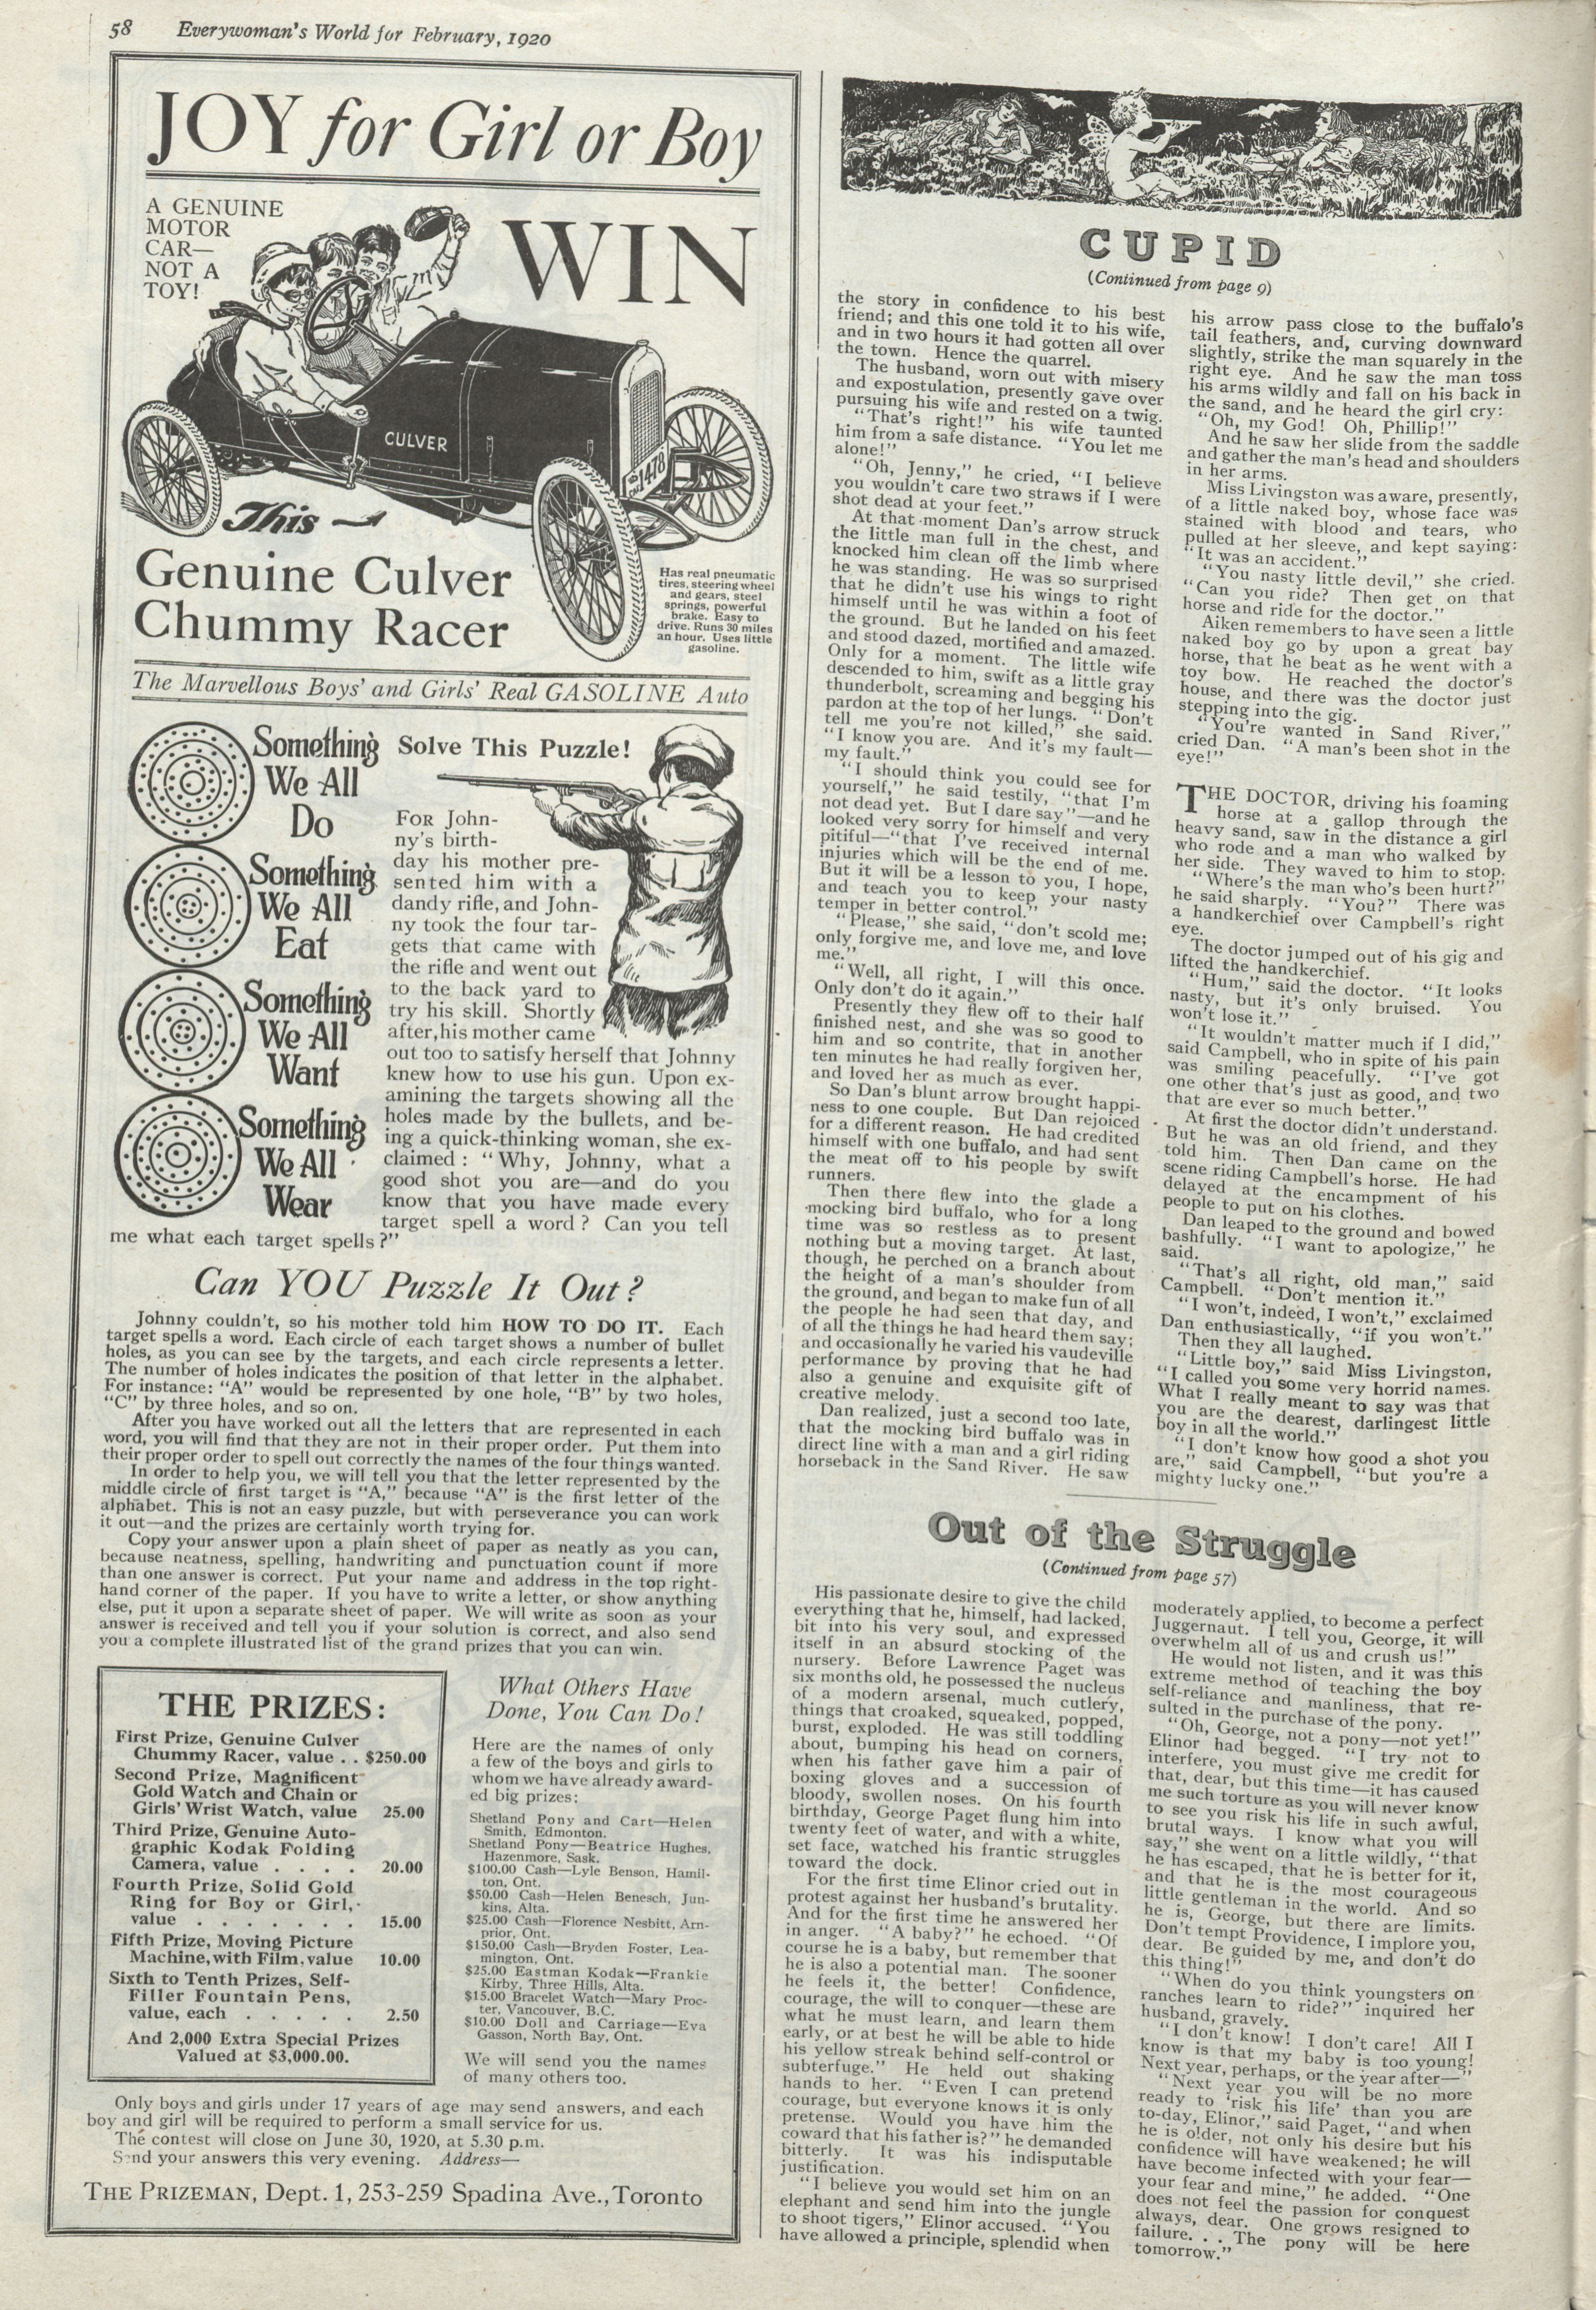 58 Everywoman's World for February, 1920
JOY for Girl or Boy
A GENUINE
MOTOR
CAR—
NOT A
TOY!
WIN
CULVER
1478
This
Genuine Culver
Chummy Racer
Has real pneumatic
tires, steering wheel
and gears, steel
springs, powerful
brake. Easy to
drive. Runs 30 miles
an hour. Uses little
gasoline.
The Marvellous Boys' and Girls' Real GASOLINE Auto
Something
We All
Do
Something
We All
Eat
Something
We All
Want
Something
We All
Wear
Solve This Puzzle!
FOR John-
ny's birth-
day his mother pre-
sented him with a
dandy rifle, and John-
ny took the four tar-
gets that came with
the rifle and went out
to the back yard to
try his skill. Shortly
after, his mother came
out too to satisfy herself that Johnny
knew how to use his gun. Upon ex-
amining the targets showing all the
holes made by the bullets, and be-
ing a quick-thinking woman, she ex-
claimed: "Why, Johnny, what a
good shot you are—and do you
know that you have made every
target spell a word? Can you tell
me what each target spells?"
Can YOU Puzzle It Out?
Johnny couldn't, so his mother told him HOW TO DO IT. Each
target spells a word. Each circle of each target shows a number of bullet
holes, as you can see by the targets, and each circle represents a letter.
The number of holes indicates the position of that letter in the alphabet.
For instance: "A" would be represented by one hole, "B" by two holes,
"C" by three holes, and so on.
After you have worked out all the letters that are represented in each
word, you will find that they are not in their proper order. Put them into
their proper order to spell out correctly the names of the four things wanted.
In order to help you, we will tell you that the letter represented by the
middle circle of first target is "A," because "A" is the first letter of the
alphabet. This is not an easy puzzle, but with perseverance you can work
it out—and the prizes are certainly worth trying for.
Copy your answer upon a plain sheet of paper as neatly as you can,
because neatness, spelling, handwriting and punctuation count if more
than one answer is correct. Put your name and address in the top right-
hand corner of the paper. If you have to write a letter, or show anything
else, put it upon a separate sheet of paper. We will write as soon as your
answer is received and tell you if your solution is correct, and also send
you a complete illustrated list of the grand prizes that you can win.
THE PRIZES:
First Prize, Genuine Culver
Chummy Racer, value . . $250.00
Second Prize, Magnificent
Gold Watch and Chain or
Girls' Wrist Watch, value 25.00
Third Prize, Genuine Auto-
graphic Kodak Folding
Camera, value . . . . 20.00
Fourth Prize, Solid Gold
Ring for Boy or Girl,
value . . . . . . . 15.00
Fifth Prize, Moving Picture
Machine, with Film, value 10.00
Sixth to Tenth Prizes, Self-
Filler Fountain Pens,
value, each . . . . . 2.50
And 2,000 Extra Special Prizes
Valued at $3,000.00.
What Others Have
Done, You Can Do!
Here are the names of only
a few of the boys and girls to
whom we have already award-
ed big prizes:
Shetland Pony and Cart—Helen
Smith, Edmonton.
Shetland Pony—Beatrice Hughes,
Hazenmore, Sask.
$100.00 Cash—Lyle Benson, Hamil-
ton, Ont.
$50.00 Cash—Helen Benesch, Jun-
kins, Alta.
$25.00 Cash—Florence Nesbitt, Arn-
prior, Ont.
$150.00 Cash—Bryden Foster, Lea-
mington, Ont.
$25.00 Eastman Kodak—Frankie
Kirby, Three Hills, Alta.
$15.00 Bracelet Watch—Mary Proc-
ter, Vancouver, B.C.
$10.00 Doll and Carriage—Eva
Gasson, North Bay, Ont.
We will send you the names
of many others too.
Only boys and girls under 17 years of age may send answers, and each
boy and girl will be required to perform a small service for us.
The contest will close on June 30, 1920, at 5.30 p.m.
Send your answers this very evening. Address—
THE PRIZEMAN, Dept. 1, 253-259 Spadina Ave., Toronto
CUPID
(Continued from page 9)
the story in confidence to his best
friend; and this one told it to his wife,
and in two hours it had gotten all over
the town. Hence the quarrel.
The husband, worn out with misery
and expostulation, presently gave over
pursuing his wife and rested on a twig.
"That's right!" his wife taunted
him from a safe distance. "You let me
alone!"
"Oh, Jenny," he cried, "I believe
you wouldn't care two straws if I were
shot dead at your feet."
At that moment Dan's arrow struck
the little man full in the chest, and
knocked him clean off the limb where
he was standing. He was so surprised
that he didn't use his wings to right
himself until he was within a foot of
the ground. But he landed on his feet
and stood dazed, mortified and amazed.
Only for a moment. The little wife
descended to him, swift as a little gray
thunderbolt, screaming and begging his
pardon at the top of her lungs. "Don't
tell me you're not killed," she said.
"I know you are. And it's my fault—
my fault."
"I should think you could see for
yourself," he said testily, "that I'm
not dead yet. But I dare say"—and he
looked very sorry for himself and very
pitiful—"that I've received internal
injuries which will be the end of me.
But it will be a lesson to you, I hope,
and teach you to keep your nasty
temper in better control."
"Please," she said, "don't scold me;
only forgive me, and love me, and love
me."
"Well, all right, I will this once.
Only don't do it again."
Presently they flew off to their half
finished nest, and she was so good to
him and so contrite, that in another
ten minutes he had really forgiven her,
and loved her as much as ever.
So Dan's blunt arrow brought happi-
ness to one couple. But Dan rejoiced
for a different reason. He had credited
himself with one buffalo, and had sent
the meat off to his people by swift
runners.
Then there flew into the glade a
mocking bird buffalo, who for a long
time was so restless as to present
nothing but a moving target. At last,
though, he perched on a branch about
the height of a man's shoulder from
the ground, and began to make fun of all
the people he had seen that day, and
of all the things he had heard them say;
and occasionally he varied his vaudeville
performance by proving that he had
also a genuine and exquisite gift of
creative melody.
Dan realized, just a second too late,
that the mocking bird buffalo was in
direct line with a man and a girl riding
horseback in the Sand River. He saw
his arrow pass close to the buffalo's
tail feathers, and, curving downward
slightly, strike the man squarely in the
right eye. And he saw the man toss
his arms wildly and fall on his back in
the sand, and he heard the girl cry:
"Oh, my God! Oh, Phillip!"
And he saw her slide from the saddle
and gather the man's head and shoulders
in her arms.
Miss Livingston was aware, presently,
of a little naked boy, whose face was
stained with blood and tears, who
pulled at her sleeve, and kept saying:
"It was an accident."
"You nasty little devil," she cried.
"Can you ride? Then get on that
horse and ride for the doctor."
Aiken remembers to have seen a little
naked boy go by upon a great bay
horse, that he beat as he went with a
toy bow. He reached the doctor's
house, and there was the doctor just
stepping into the gig.
"You're wanted in Sand River,"
cried Dan. "A man's been shot in the
eye!"
THE DOCTOR, driving his foaming
horse at a gallop through the
heavy sand, saw in the distance a girl
who rode and a man who walked by
her side. They waved to him to stop.
"Where's the man who's been hurt?"
he said sharply. "You?" There was
a handkerchief over Campbell's right
eye.
The doctor jumped out of his gig and
lifted the handkerchief.
"Hum," said the doctor. "It looks
nasty, but it's only bruised. You
won't lose it."
"It wouldn't matter much if I did,"
said Campbell, who in spite of his pain
was smiling peacefully. "I've got
one other that's just as good, and two
that are ever so much better."
At first the doctor didn't understand.
But he was an old friend, and they
told him. Then Dan came on the
scene riding Campbell's horse. He had
delayed at the encampment of his
people to put on his clothes.
Dan leaped to the ground and bowed
bashfully. "I want to apologize," he
said.
"That's all right, old man," said
Campbell. "Don't mention it."
"I won't, indeed, I won't," exclaimed
Dan enthusiastically, "if you won't."
Then they all laughed.
"Little boy," said Miss Livingston,
"I called you some very horrid names.
What I really meant to say was that
you are the dearest, darlingest little
boy in all the world."
"I don't know how good a shot you
are," said Campbell, "but you're a
mighty lucky one."
Out of the Struggle
(Continued from page 57)
His passionate desire to give the child
everything that he, himself, had lacked,
bit into his very soul, and expressed
itself in an absurd stocking of the
nursery. Before Lawrence Paget was
six months old, he possessed the nucleus
of a modern arsenal, much cutlery,
things that croaked, squeaked, popped,
burst, exploded. He was still toddling
about, bumping his head on corners,
when his father gave him a pair of
boxing gloves and a succession of
bloody, swollen noses. On his fourth
birthday, George Paget flung him into
twenty feet of water, and with a white,
set face, watched his frantic struggles
toward the dock.
For the first time Elinor cried out in
protest against her husband's brutality.
And for the first time he answered her
in anger. "A baby?" he echoed. "Of
course he is a baby, but remember that
he is also a potential man. The sooner
he feels it, the better! Confidence,
courage, the will to conquer—these are
what he must learn, and learn them
early, or at best he will be able to hide
his yellow streak behind self-control or
subterfuge." He held out shaking
hands to her. "Even I can pretend
courage, but everyone knows it is only
pretense. Would you have him the
coward that his father is?" he demanded
bitterly. It was his indisputable
justification.
"I believe you would set him on an
elephant and send him into the jungle
to shoot tigers," Elinor accused. "You
have allowed a principle, splendid when
moderately applied, to become a perfect
Juggernaut. I tell you, George, it will
overwhelm all of us and crush us!"
He would not listen, and it was this
extreme method of teaching the boy
self-reliance and manliness, that re-
sulted in the purchase of the pony.
"Oh, George, not a pony—not yet!"
Elinor had begged. "I try not to
interfere, you must give me credit for
that, dear, but this time—it has caused
me such torture as you will never know
to see you risk his life in such awful,
brutal ways. I know what you will
say," she went on a little wildly, "that
he has escaped, that he is better for it,
and that he is the most courageous
little gentleman in the world. And so
he is, George, but there are limits.
Don't tempt Providence, I implore you,
dear. Be guided by me, and don't do
this thing!"
"When do you think youngsters on
ranches learn to ride?" inquired her
husband, gravely.
"I don't know! I don't care! All I
know is that my baby is too young!
Next year, perhaps, or the year after—"
"Next year you will be no more
ready to 'risk his life' than you are
to-day, Elinor," said Paget, "and when
he is older, not only his desire but his
confidence will have weakened; he will
have become infected with your fear—
your fear and mine," he added. "One
does not feel the passion for conquest
always, dear. One grows resigned to
failure. . . The pony will be here
tomorrow."